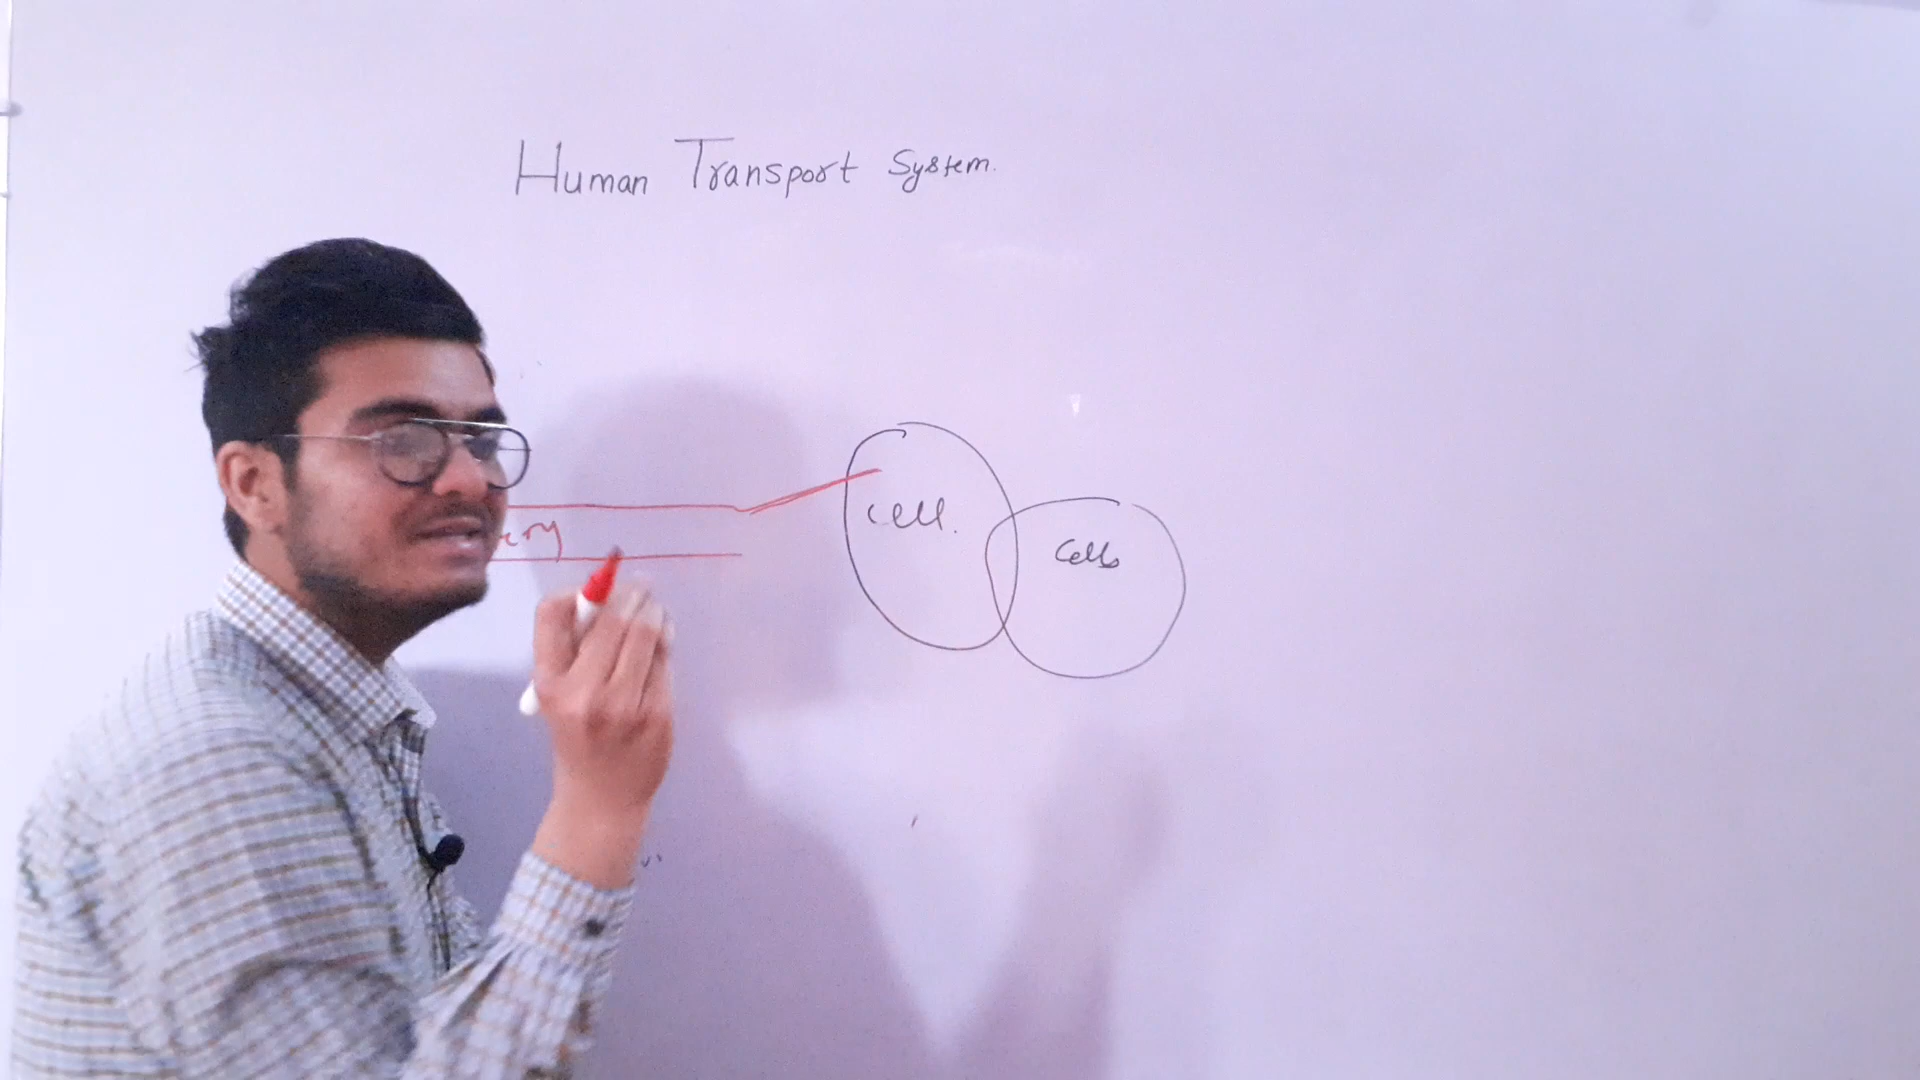 Human Transport System.
cell.
Cells